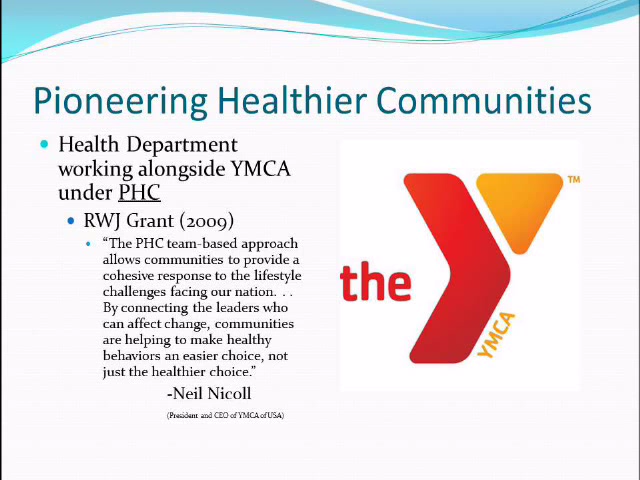 Pioneering Healthier Communities
Health Department
working alongside YMCA
under PHC
RWJ Grant (2009)
“The PHC team-based approach
allows communities to provide a
cohesive response to the lifestyle
challenges facing our nation. . .
By connecting the leaders who
can affect change, communities
are helping to make healthy
behaviors an easier choice, not
just the healthier choice.”
-Neil Nicoll
(President and CEO of YMCA of USA)
the
YMCA
TM